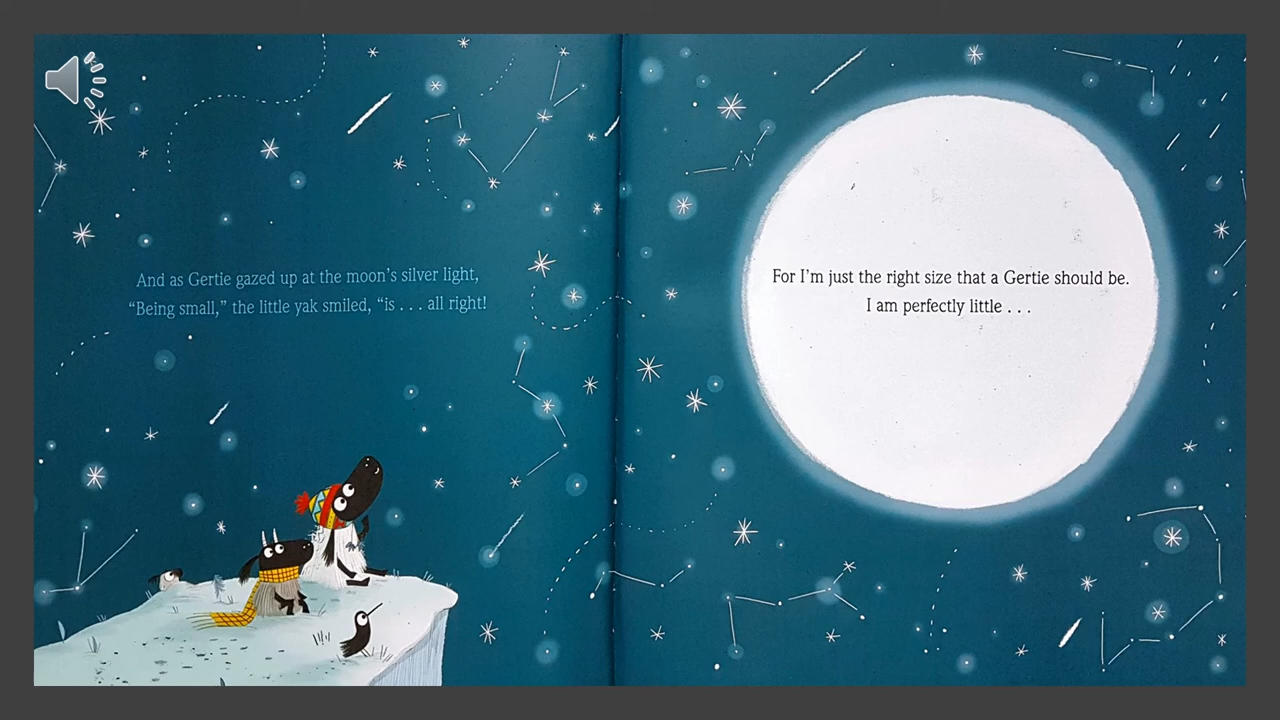 And as Gertie gazed up at the moon’s silver light,
“Being small,” the little yak smiled, “is . . . all right!
For I’m just the right size that a Gertie should be.
I am perfectly little . . .